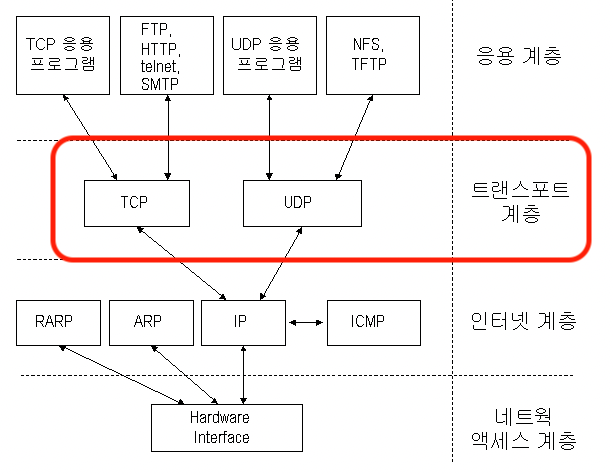 TCP 응용
프로그램
FTP,
HTTP,
telnet,
SMTP
UDP 응용
프로그램
NFS,
TFTP
응용 계층
TCP
UDP
트랜스포트
계층
RARP
ARP
IP
ICMP
인터넷 계층
Hardware
Interface
네트웍
액세스 계층